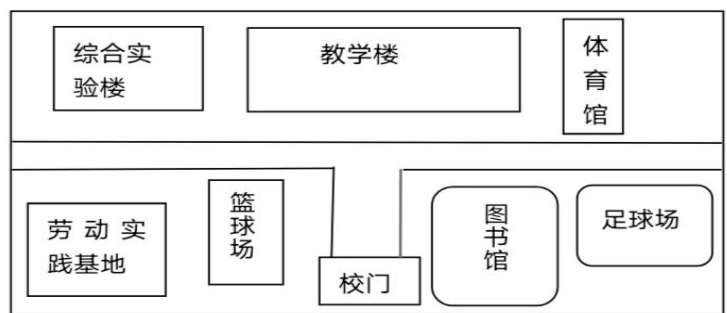 综合实
验楼
教学楼
体
育
馆
劳动实
践基地
篮
球
场
校门
图
书
馆
足球场